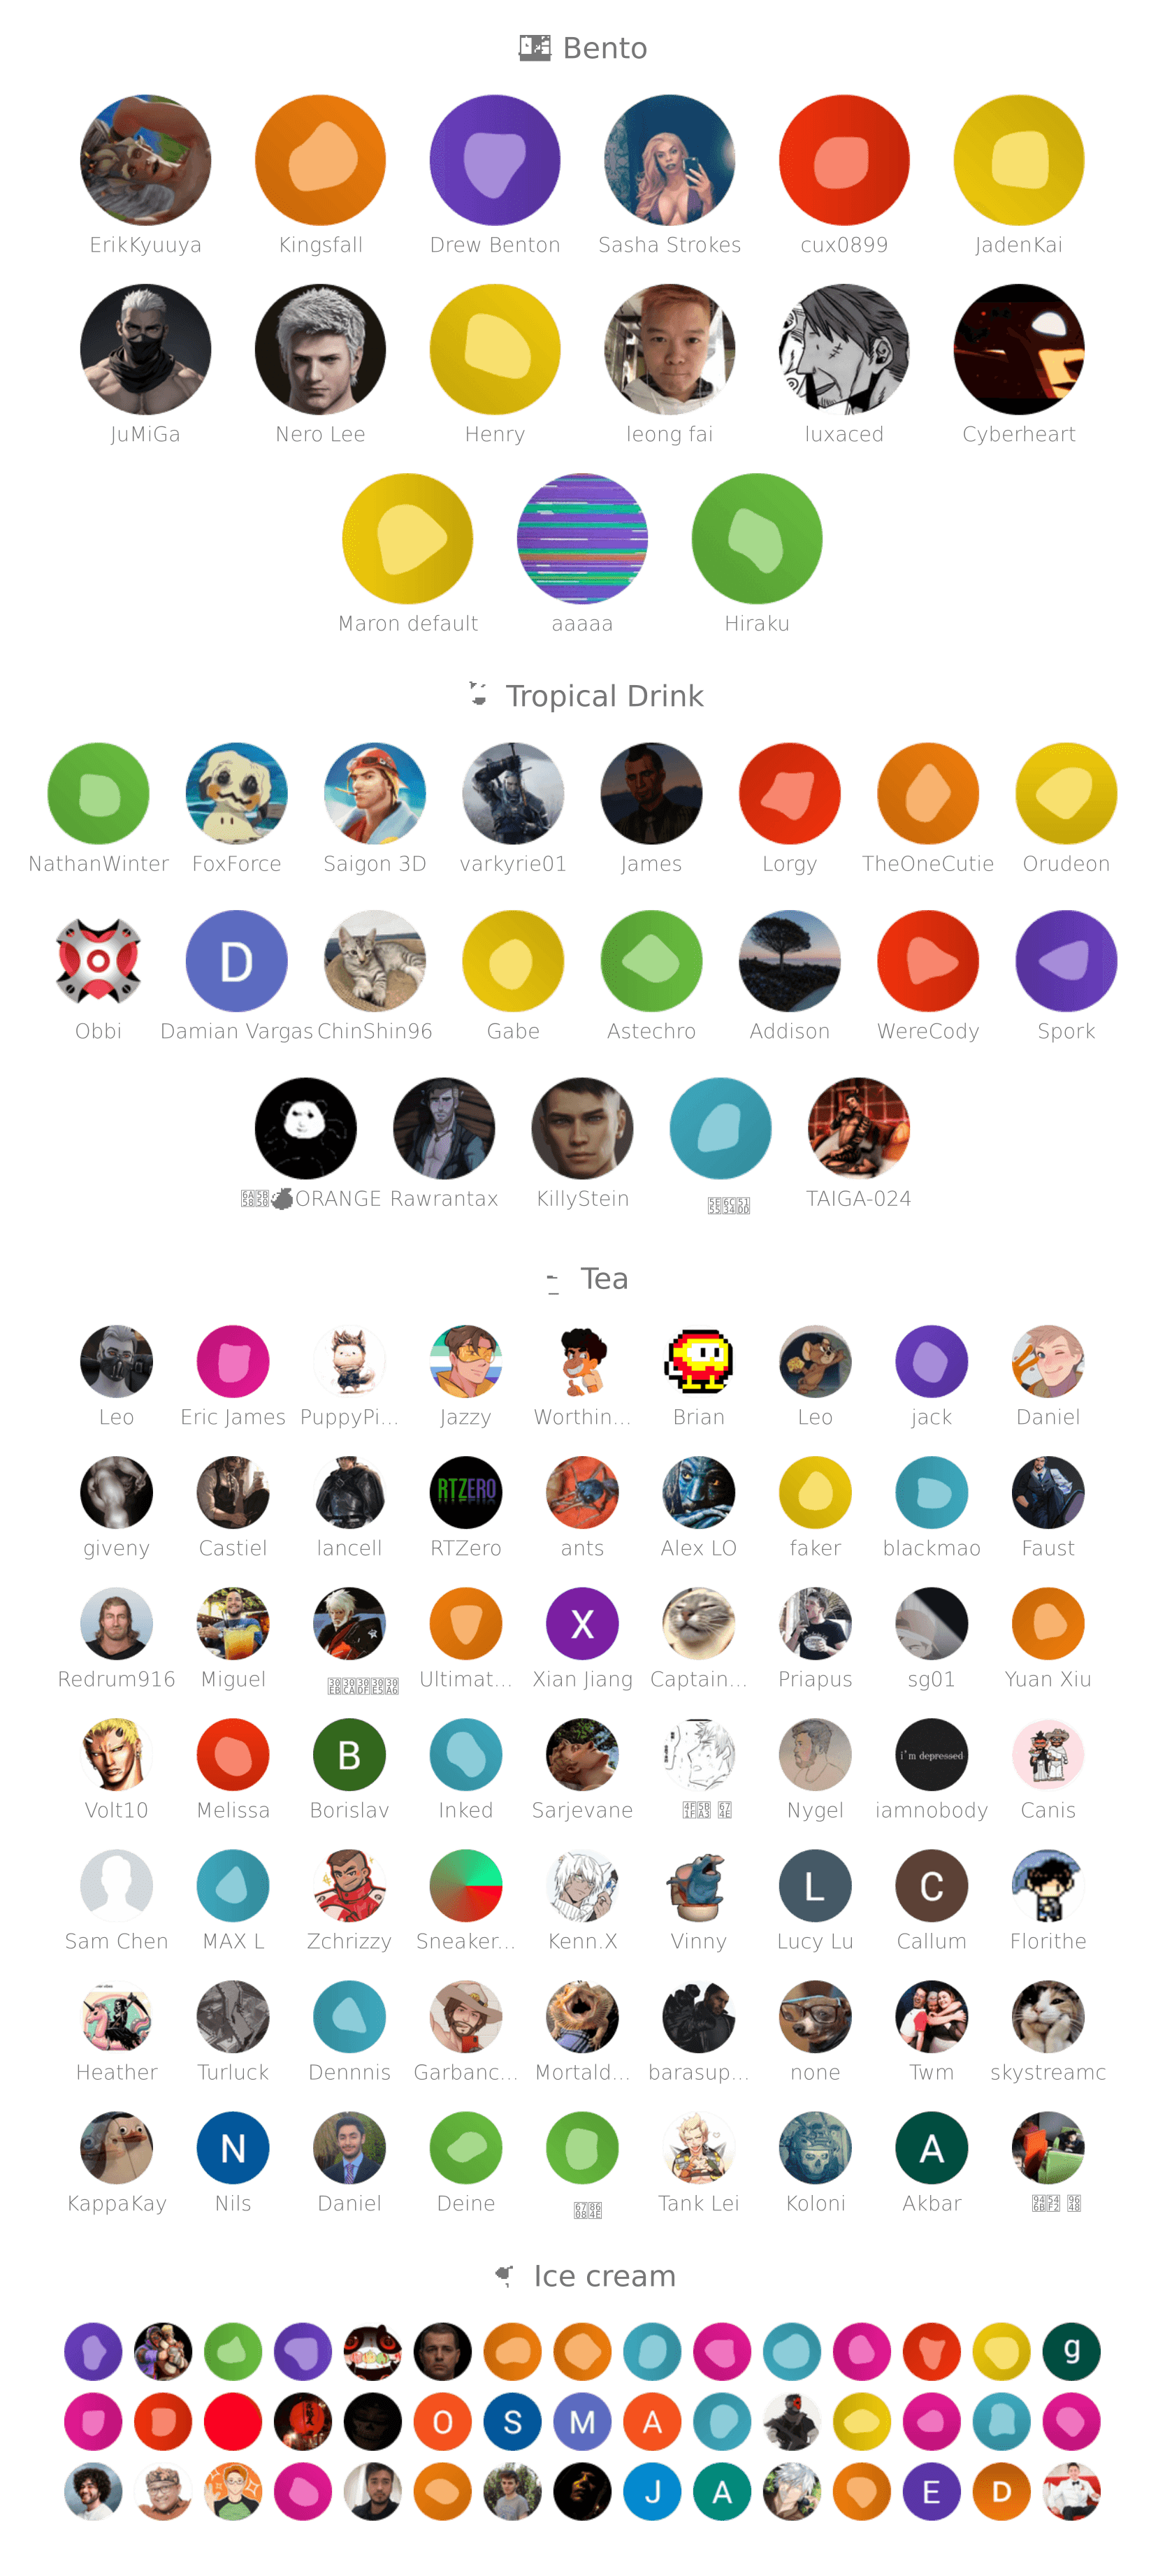 🍱 Bento
ErikKyuuya Kingsfall Drew Benton Sasha Strokes cux0899 JadenKai
JuMiGa Nero Lee Henry leong fai luxaced Cyberheart
Maron default aaaaa Hiraku
🍹 Tropical Drink
NathanWinter FoxForce Saigon 3D varkyrie01 James Lorgy TheOneCutie Orudeon
D
Obbi Damian Vargas ChinShin96 Gabe Astechro Addison WereCody Spork
ORANGE Rawrantax KillyStein TAIGA-024
Tea
Leo Eric James PuppyPi... Jazzy Worthin... Brian Leo jack Daniel
RTZERO
giveny Castiel lancell RTZero ants Alex LO faker blackmao Faust
X
Redrum916 Miguel Ultimat... Xian Jiang Captain... Priapus sg01 Yuan Xiu
B i'm depressed
Volt10 Melissa Borislav Inked Sarjevane Nygel iamnobody Canis
L C
Sam Chen MAX L Zchrizzy Sneaker... Kenn.X Vinny Lucy Lu Callum Florithe
Heather Turluck Dennnis Garbanc... Mortald... barasup... none Twm skystreamc
N A
KappaKay Nils Daniel Deine Tank Lei Koloni Akbar
Ice cream
g
O S M A
J A E D